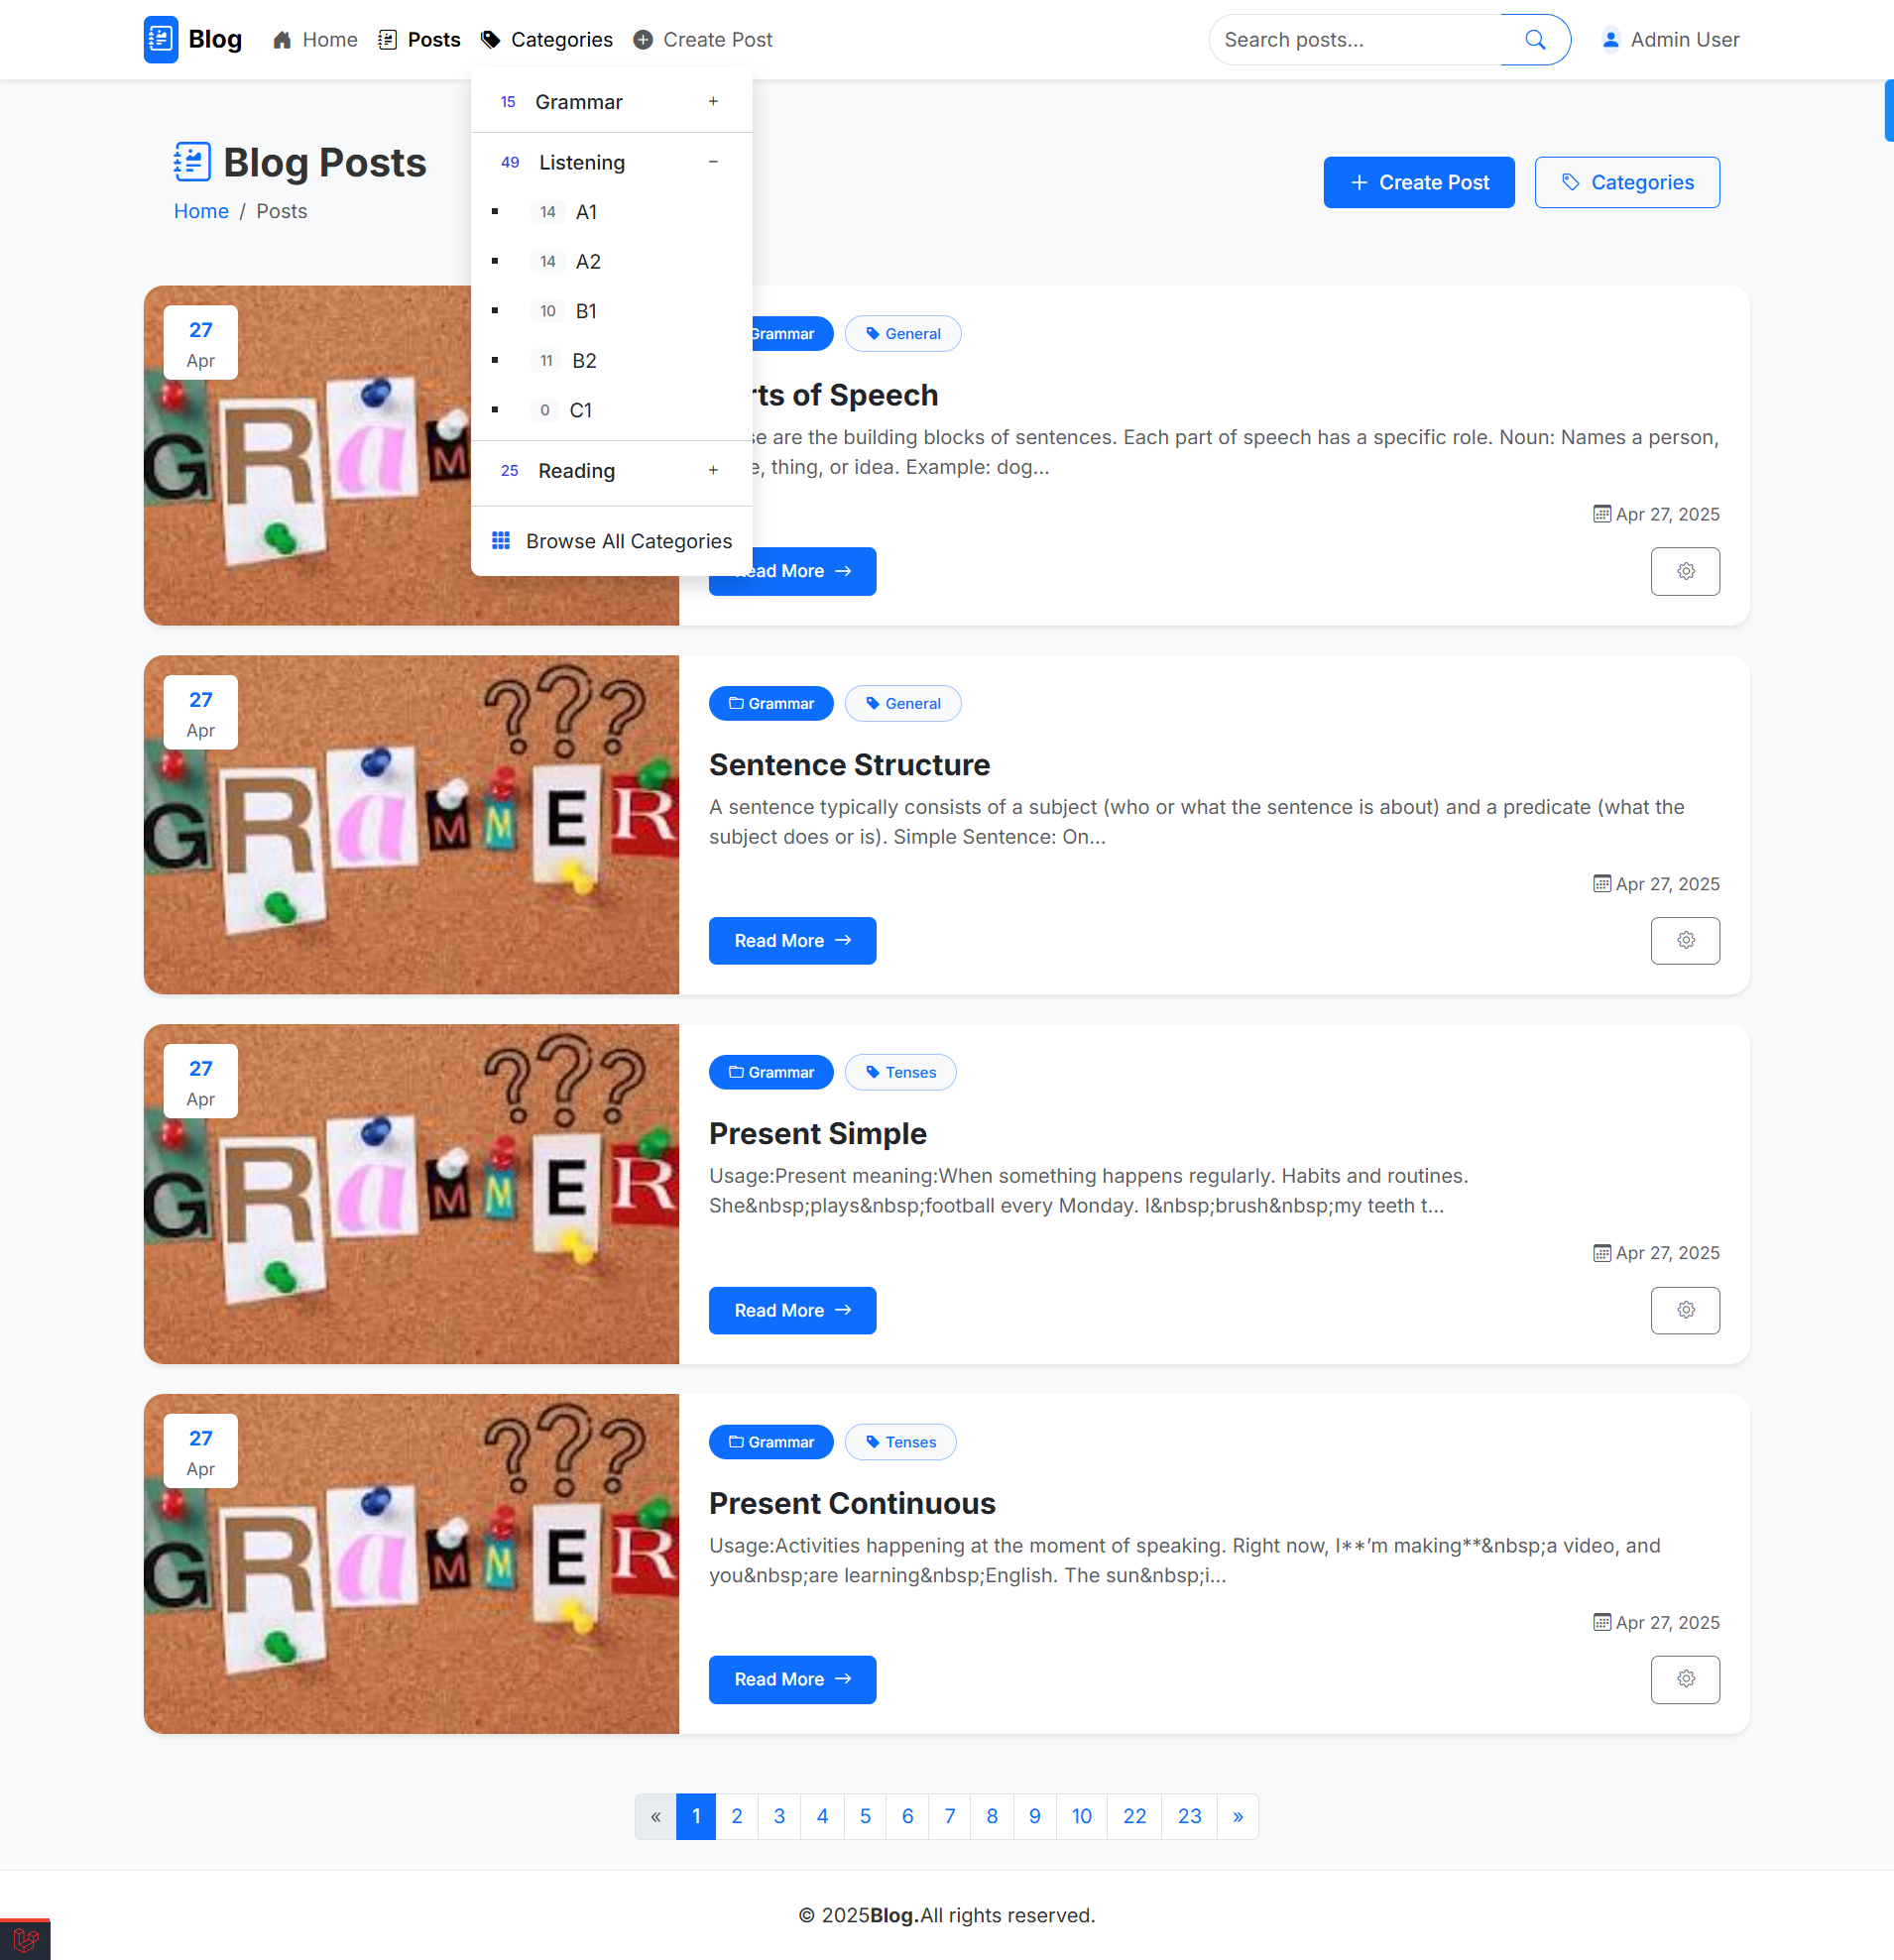 Blog Home Posts Categories Create Post Search posts... Admin User
15 Grammar +
49 Listening −
14 A1
14 A2
10 B1
11 B2
0 C1
25 Reading +
Browse All Categories
Blog Posts
Home / Posts
+ Create Post Categories
27
Apr
GRaM
Grammar General
rts of Speech
se are the building blocks of sentences. Each part of speech has a specific role. Noun: Names a person,
e, thing, or idea. Example: dog...
Apr 27, 2025
ead More →
27
Apr
???
GRaMMER
Grammar General
Sentence Structure
A sentence typically consists of a subject (who or what the sentence is about) and a predicate (what the
subject does or is). Simple Sentence: On...
Apr 27, 2025
Read More →
27
Apr
???
GRaMMER
Grammar Tenses
Present Simple
Usage:Present meaning:When something happens regularly. Habits and routines.
She&nbsp;plays&nbsp;football every Monday. I&nbsp;brush&nbsp;my teeth t...
Apr 27, 2025
Read More →
27
Apr
???
GRaMMER
Grammar Tenses
Present Continuous
Usage:Activities happening at the moment of speaking. Right now, I**’m making**&nbsp;a video, and
you&nbsp;are learning&nbsp;English. The sun&nbsp;i...
Apr 27, 2025
Read More →
« 1 2 3 4 5 6 7 8 9 10 22 23 »
© 2025Blog.All rights reserved.